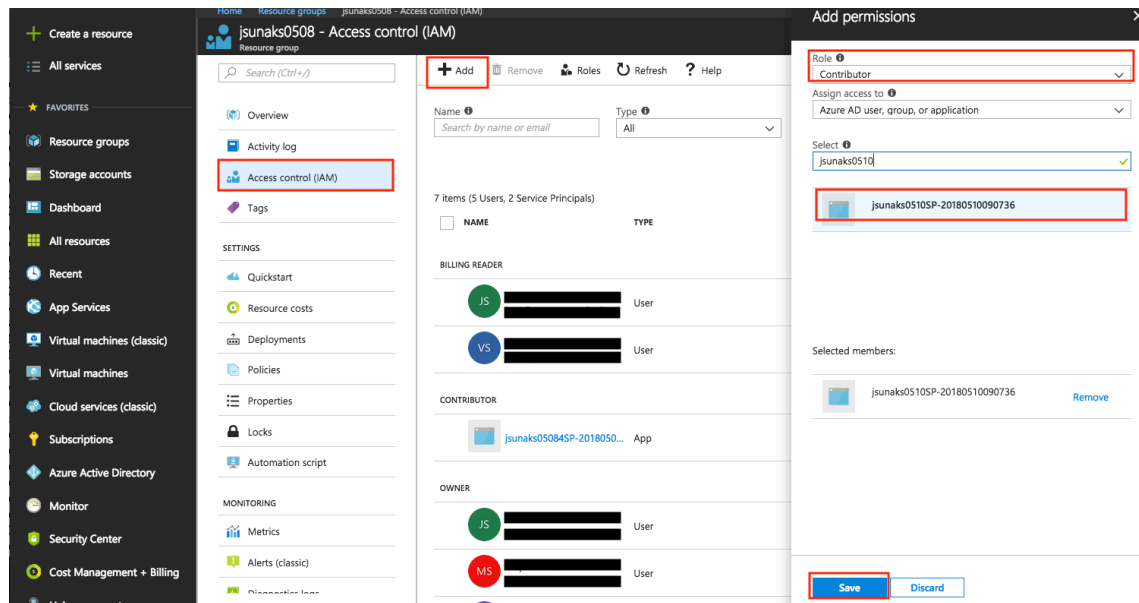 Home Resource groups jsunaks0508 - Access control (IAM)
jsunaks0508 - Access control (IAM)
Resource group
Create a resource
All services
FAVORITES
Resource groups
Storage accounts
Dashboard
All resources
Recent
App Services
Virtual machines (classic)
Virtual machines
Cloud services (classic)
Subscriptions
Azure Active Directory
Monitor
Security Center
Cost Management + Billing
Search (Ctrl+/)
Overview
Activity log
Access control (IAM)
Tags
SETTINGS
Quickstart
Resource costs
Deployments
Policies
Properties
Locks
Automation script
MONITORING
Metrics
Alerts (classic)
Diagnostics logs
Add Remove Roles Refresh ? Help
Name Type
Search by name or email All
7 items (5 Users, 2 Service Principals)
NAME TYPE
BILLING READER
JS User
VS User
CONTRIBUTOR
jsunaks05084SP-2018050... App
OWNER
JS User
MS User
Add permissions
Role
Contributor
Assign access to
Azure AD user, group, or application
Select
jsunaks0510
jsunaks0510SP-20180510090736
Selected members:
jsunaks0510SP-20180510090736 Remove
Save Discard